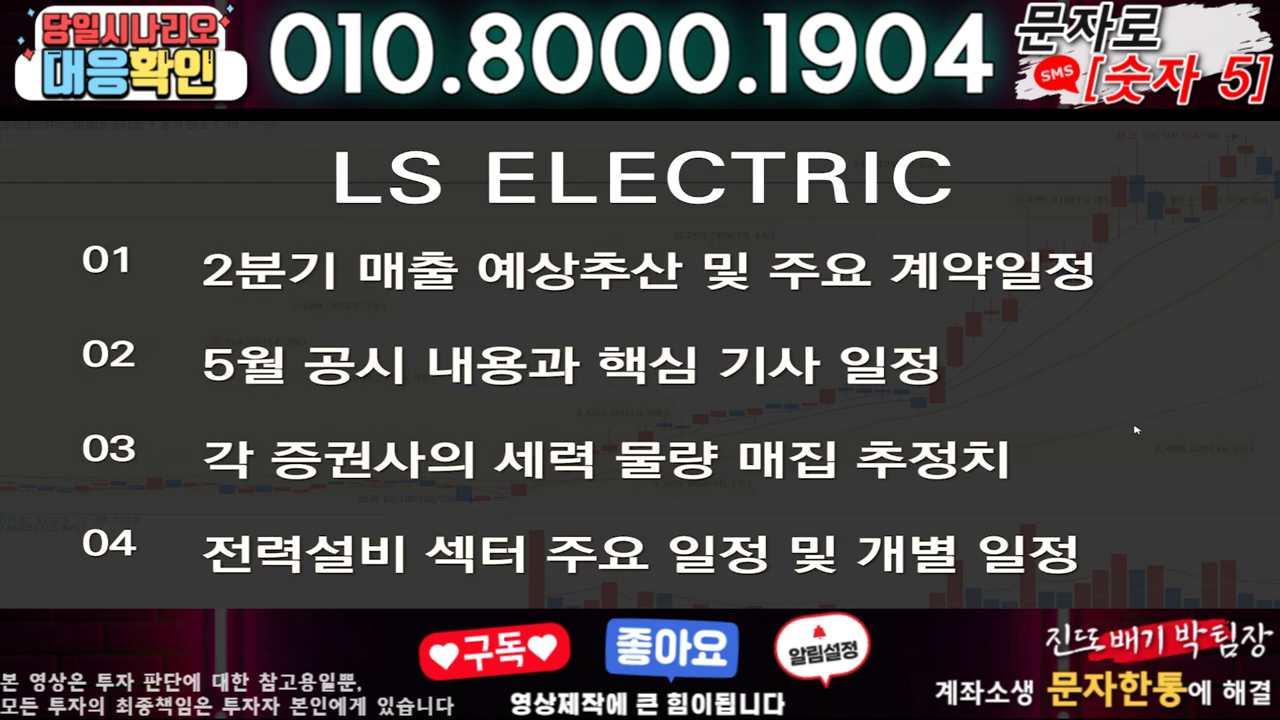 당일시나리오
대응확인
010.8000.1904
문자로
SMS [숫자 5]
LS ELECTRIC
01 2분기 매출 예상추산 및 주요 계약일정
02 5월 공시 내용과 핵심 기사 일정
03 각 증권사의 세력 물량 매집 추정치
04 전력설비 섹터 주요 일정 및 개별 일정
구독
좋아요
알림설정
영상제작에 큰 힘이됩니다
본 영상은 투자 판단에 대한 참고용일뿐,
모든 투자의 최종책임은 투자자 본인에게 있습니다
진또배기 박팀장
계좌소생 문자한통에 해결